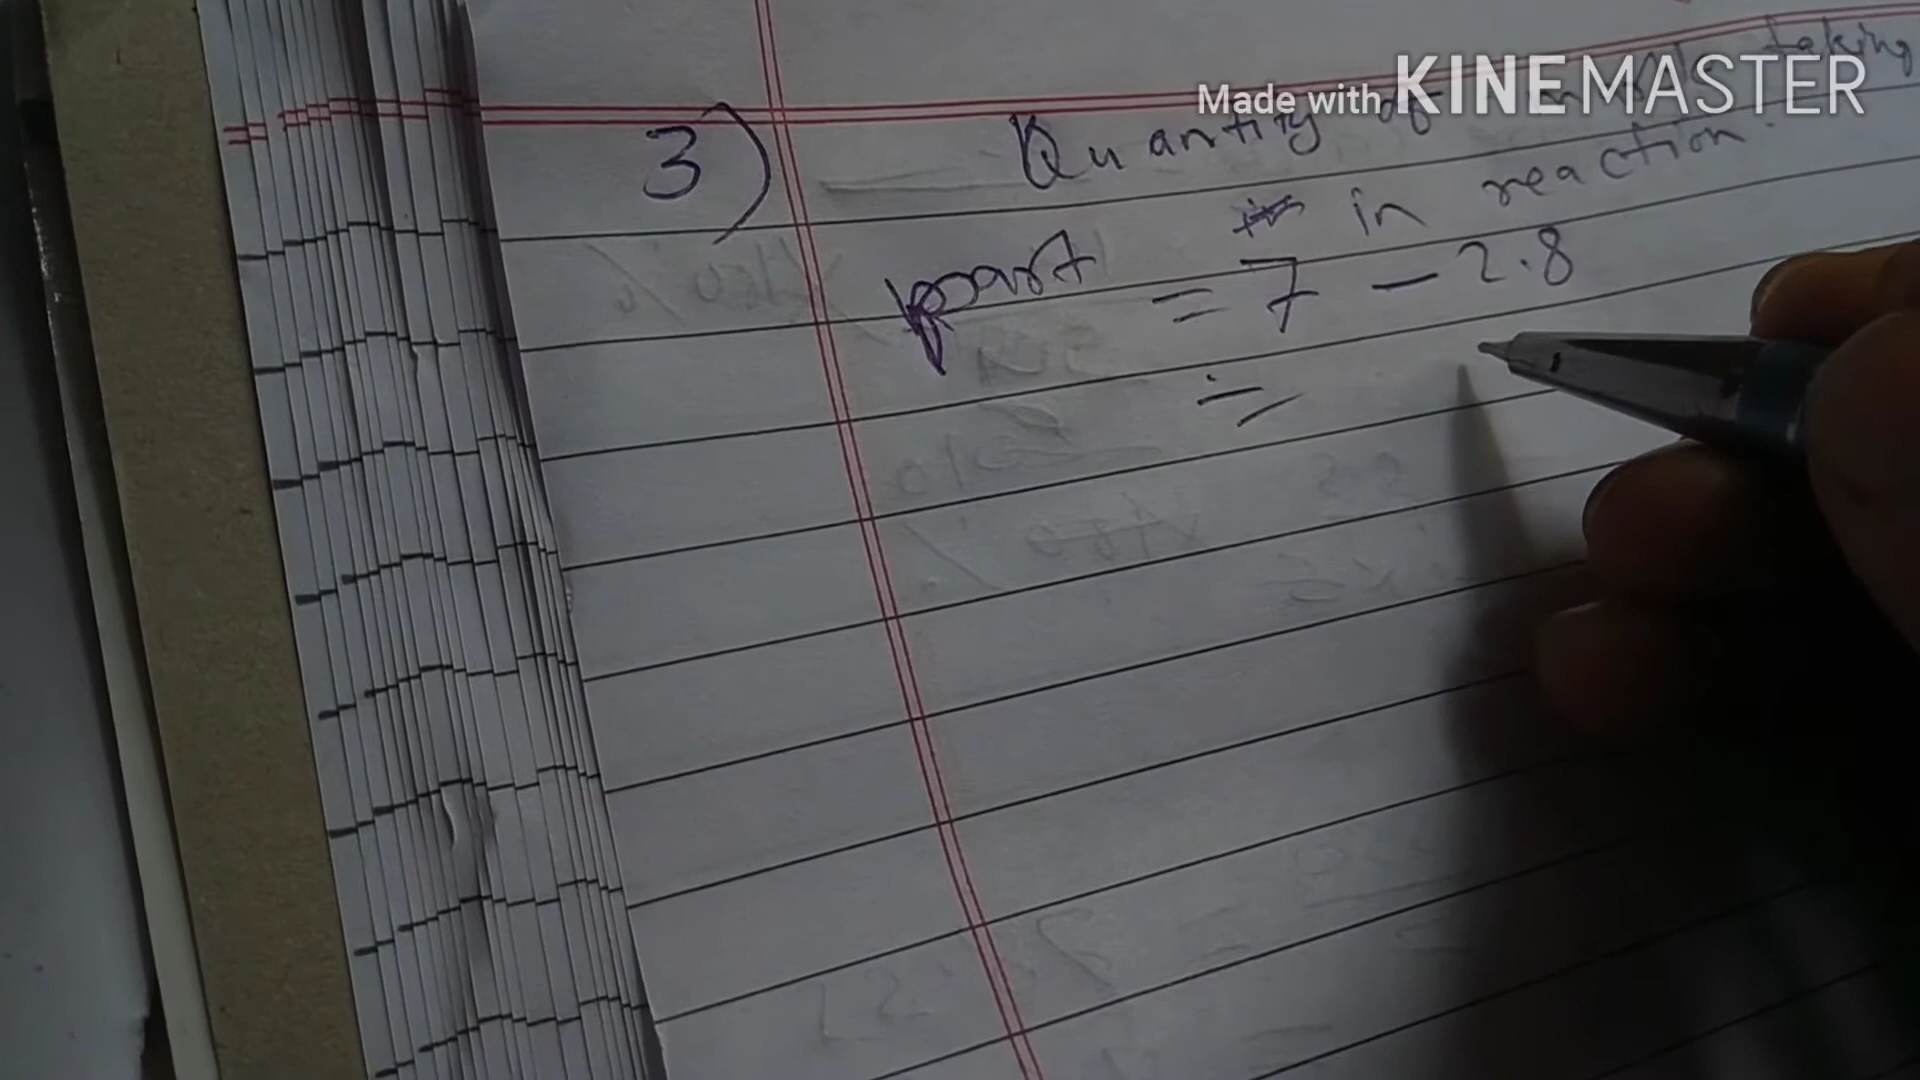 Made with KINEMASTER
3) Quantity of taking
part in reaction.
= 7 - 2.8
=